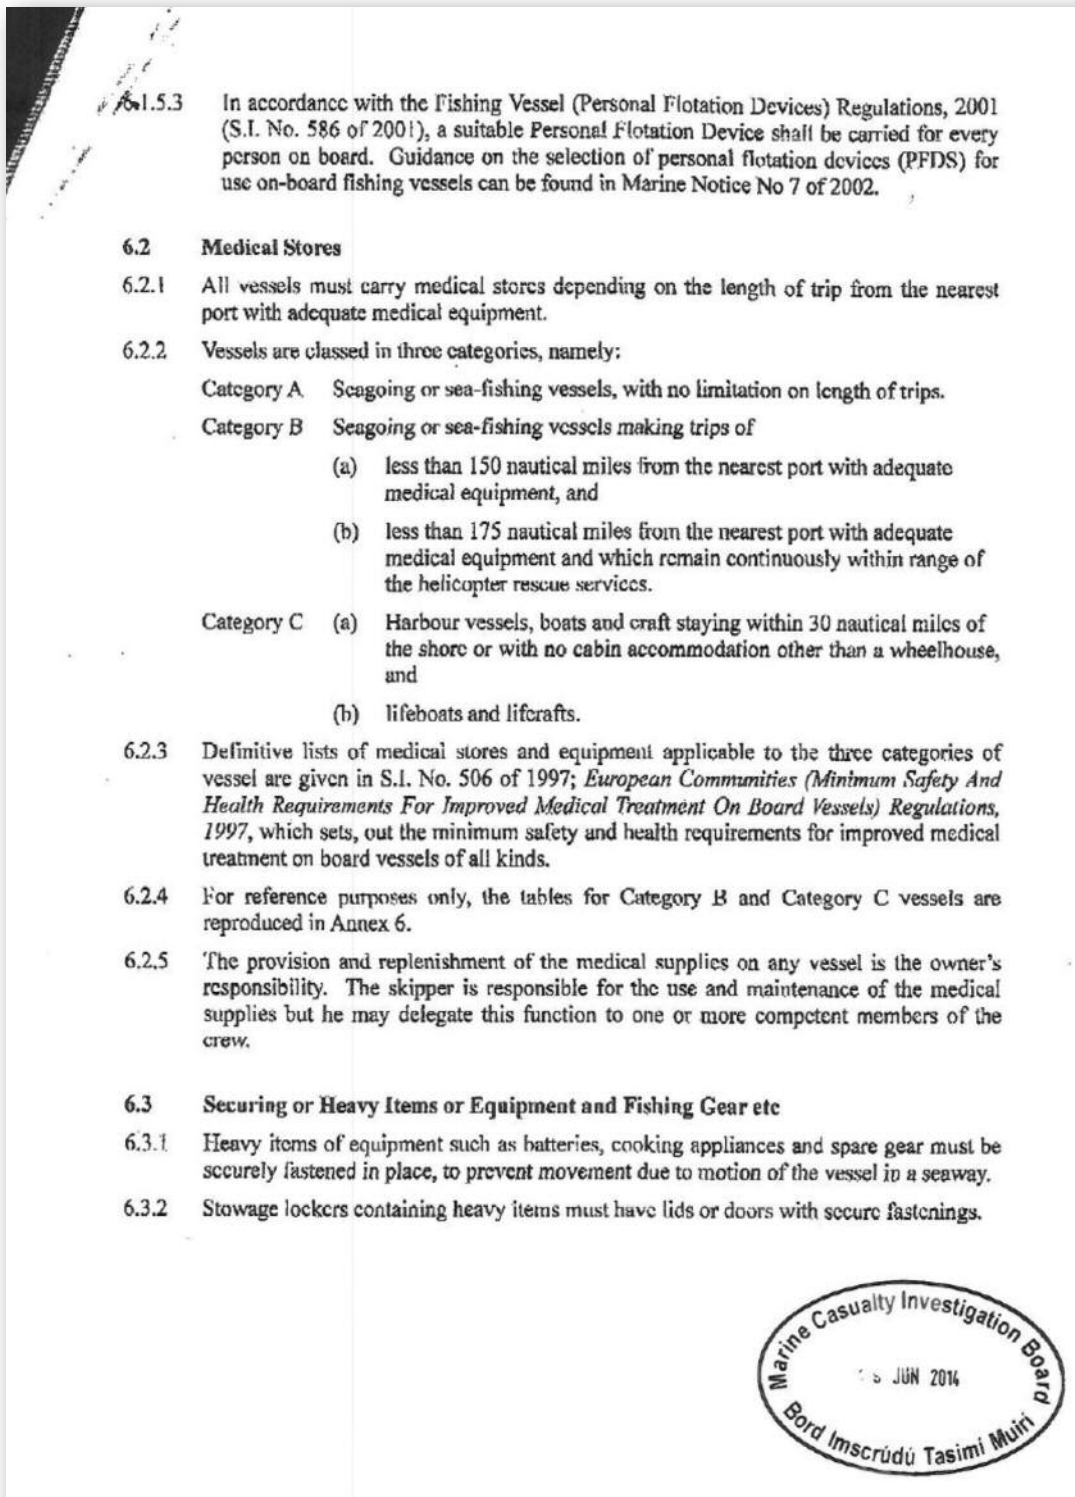 6.1.5.3 In accordance with the Fishing Vessel (Personal Flotation Devices) Regulations, 2001
(S.I. No. 586 of 2001), a suitable Personal Flotation Device shall be carried for every
person on board. Guidance on the selection of personal flotation devices (PFDS) for
use on-board fishing vessels can be found in Marine Notice No 7 of 2002.
6.2 Medical Stores
6.2.1 All vessels must carry medical stores depending on the length of trip from the nearest
port with adequate medical equipment.
6.2.2 Vessels are classed in three categories, namely:
Category A Seagoing or sea-fishing vessels, with no limitation on length of trips.
Category B Seagoing or sea-fishing vessels making trips of
(a) less than 150 nautical miles from the nearest port with adequate
medical equipment, and
(b) less than 175 nautical miles from the nearest port with adequate
medical equipment and which remain continuously within range of
the helicopter rescue services.
Category C (a) Harbour vessels, boats and craft staying within 30 nautical miles of
the shore or with no cabin accommodation other than a wheelhouse,
and
(b) lifeboats and lifecrafts.
6.2.3 Definitive lists of medical stores and equipment applicable to the three categories of
vessel are given in S.I. No. 506 of 1997; European Communities (Minimum Safety And
Health Requirements For Improved Medical Treatment On Board Vessels) Regulations,
1997, which sets, out the minimum safety and health requirements for improved medical
treatment on board vessels of all kinds.
6.2.4 For reference purposes only, the tables for Category B and Category C vessels are
reproduced in Annex 6.
6.2.5 The provision and replenishment of the medical supplies on any vessel is the owner's
responsibility. The skipper is responsible for the use and maintenance of the medical
supplies but he may delegate this function to one or more competent members of the
crew.
6.3 Securing or Heavy Items or Equipment and Fishing Gear etc
6.3.1 Heavy items of equipment such as batteries, cooking appliances and spare gear must be
securely fastened in place, to prevent movement due to motion of the vessel in a seaway.
6.3.2 Stowage lockers containing heavy items must have lids or doors with secure fastenings.
Marine Casualty Investigation Board
JUN 2014
Bord Imscrúdú Taismí Muirí